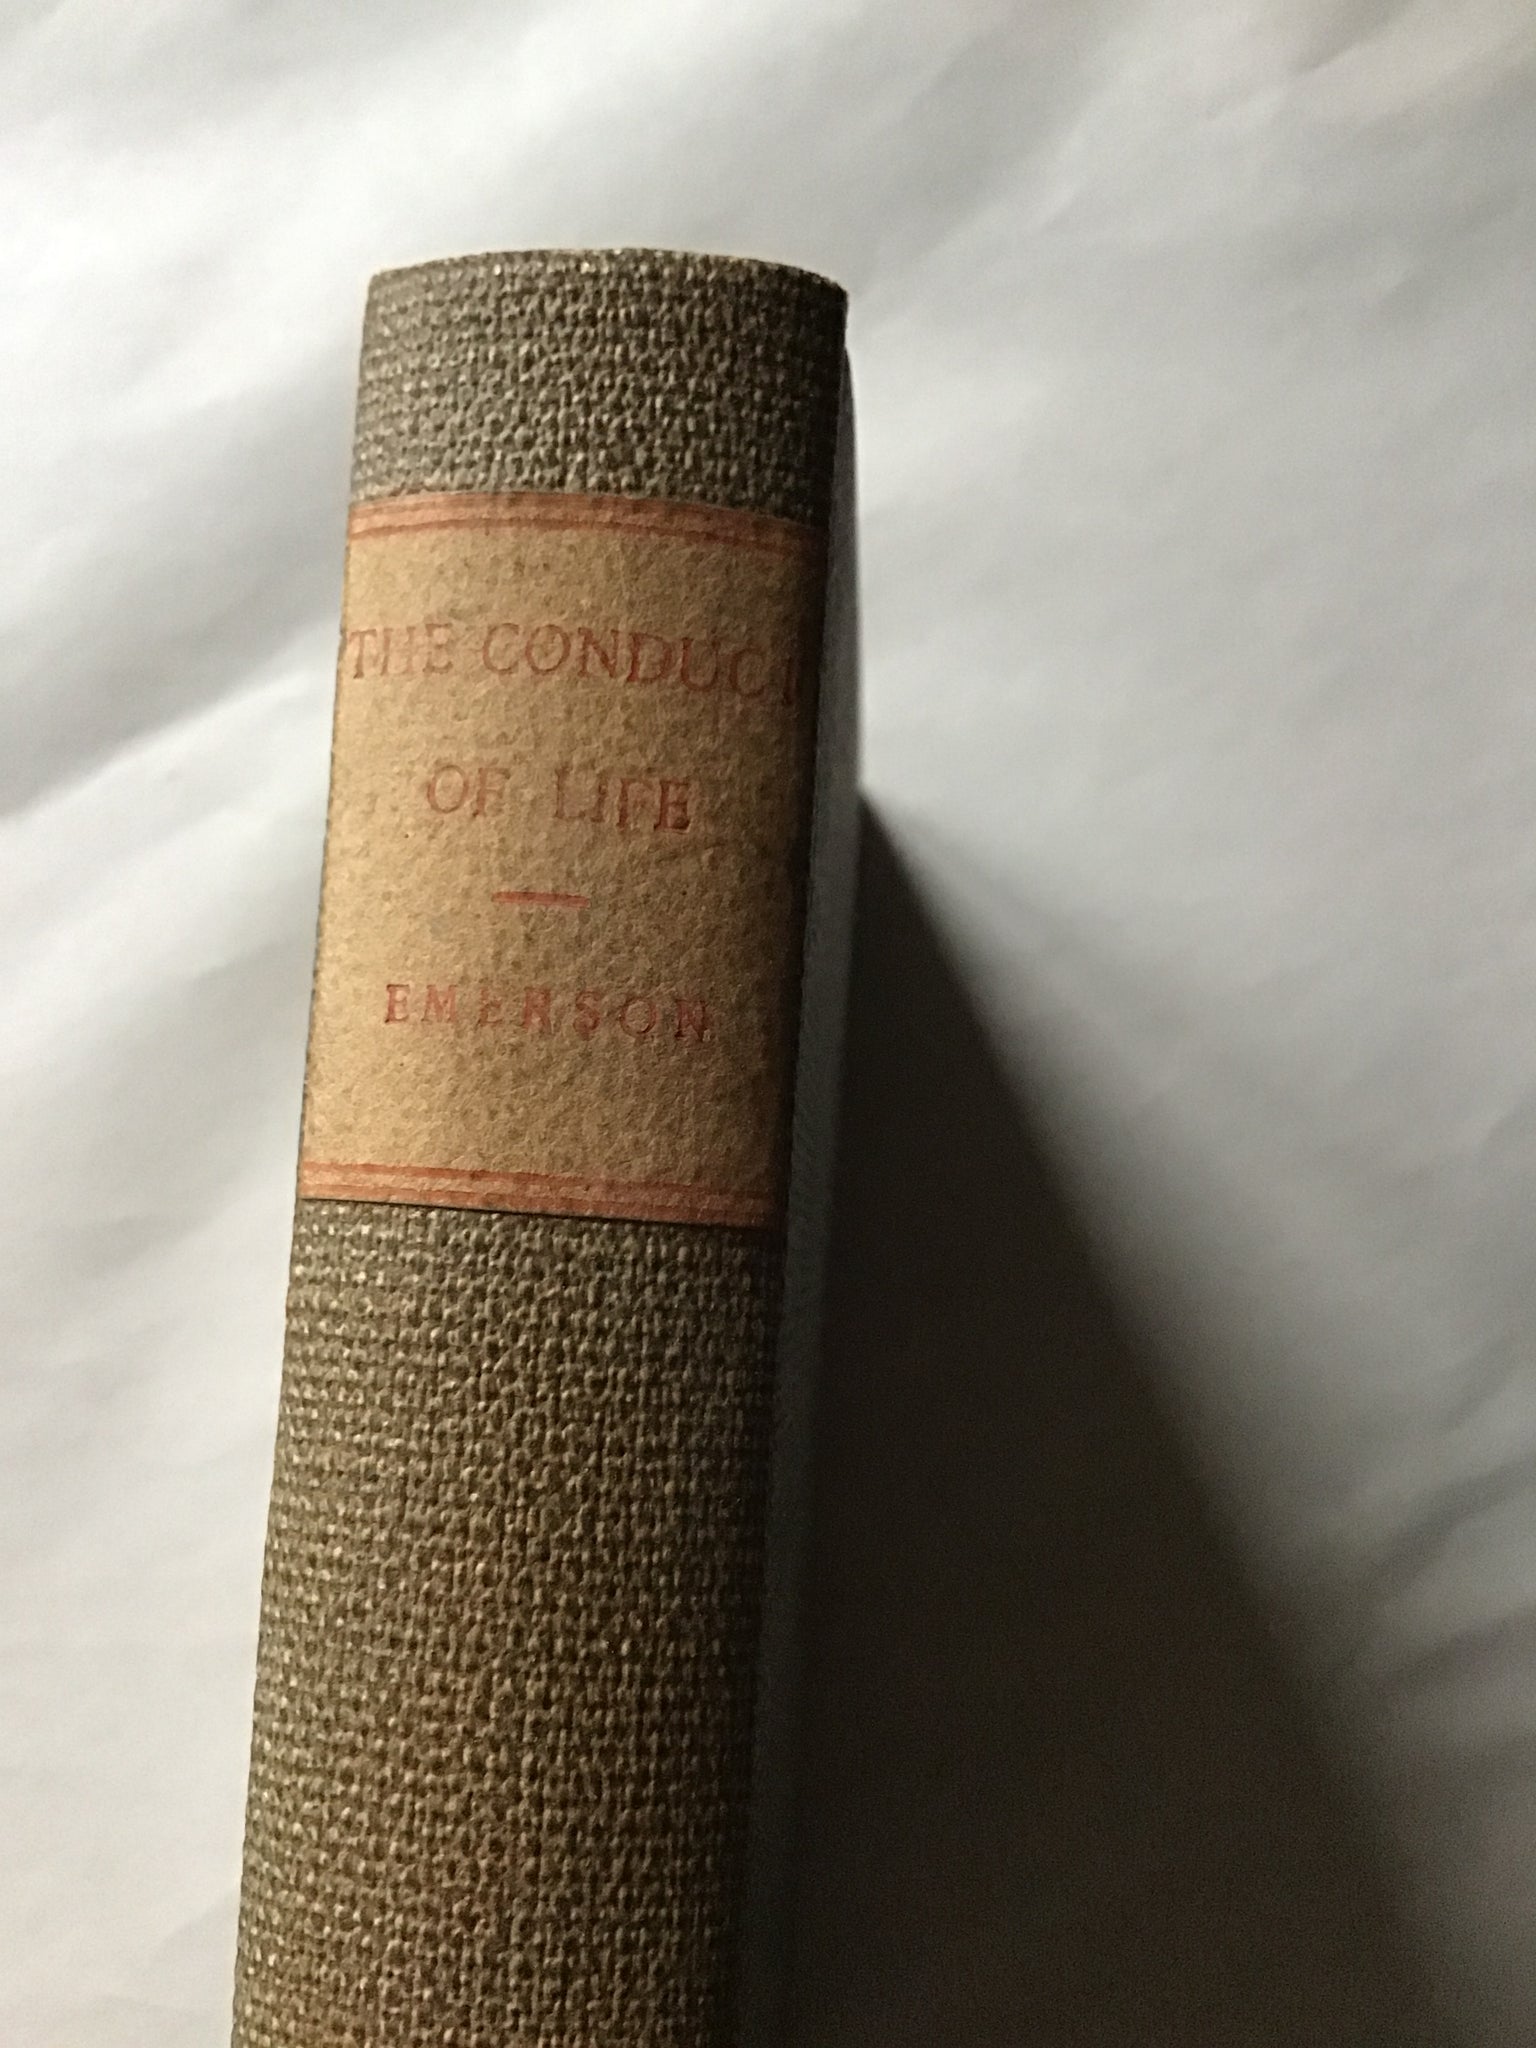 THE CONDUCT
OF LIFE
EMERSON